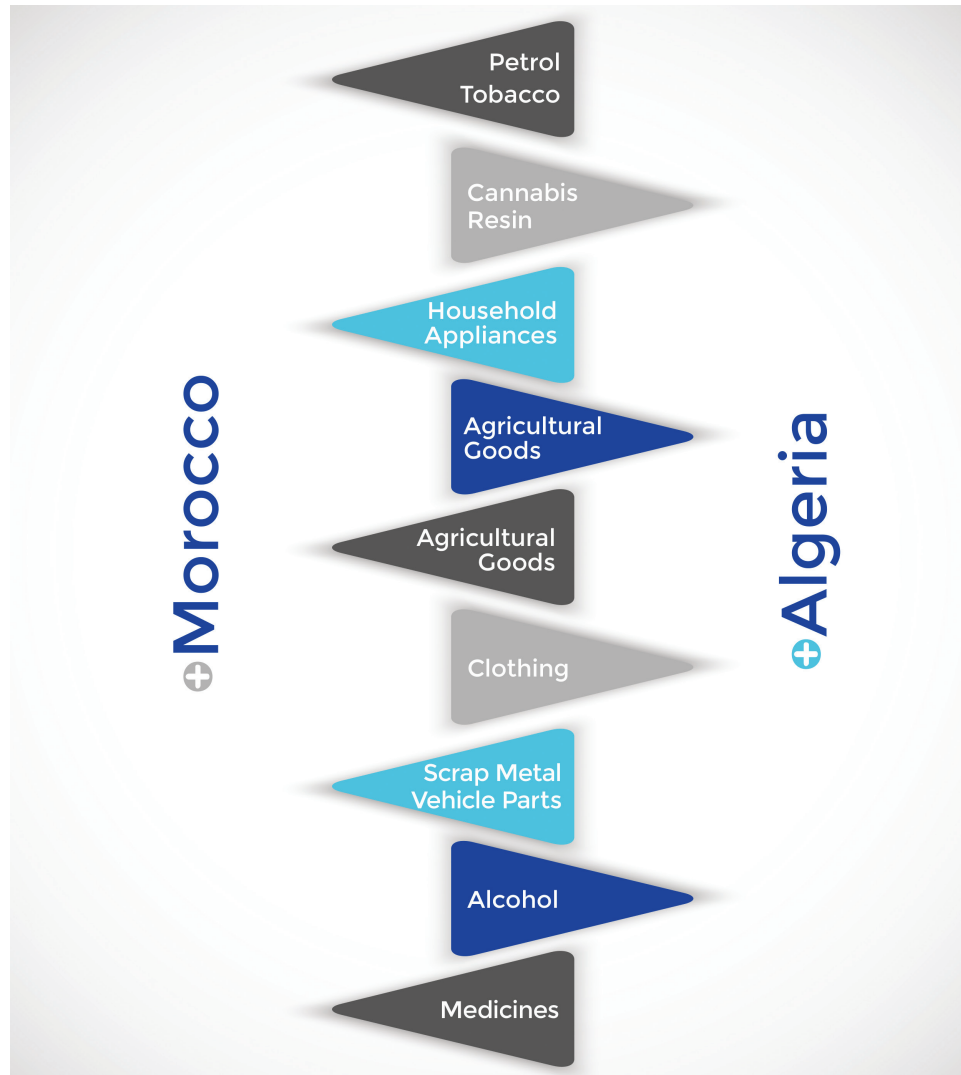 Petrol
Tobacco
Cannabis
Resin
Household
Appliances
Agricultural
Goods
Agricultural
Goods
Clothing
Scrap Metal
Vehicle Parts
Alcohol
Medicines
Morocco
Algeria